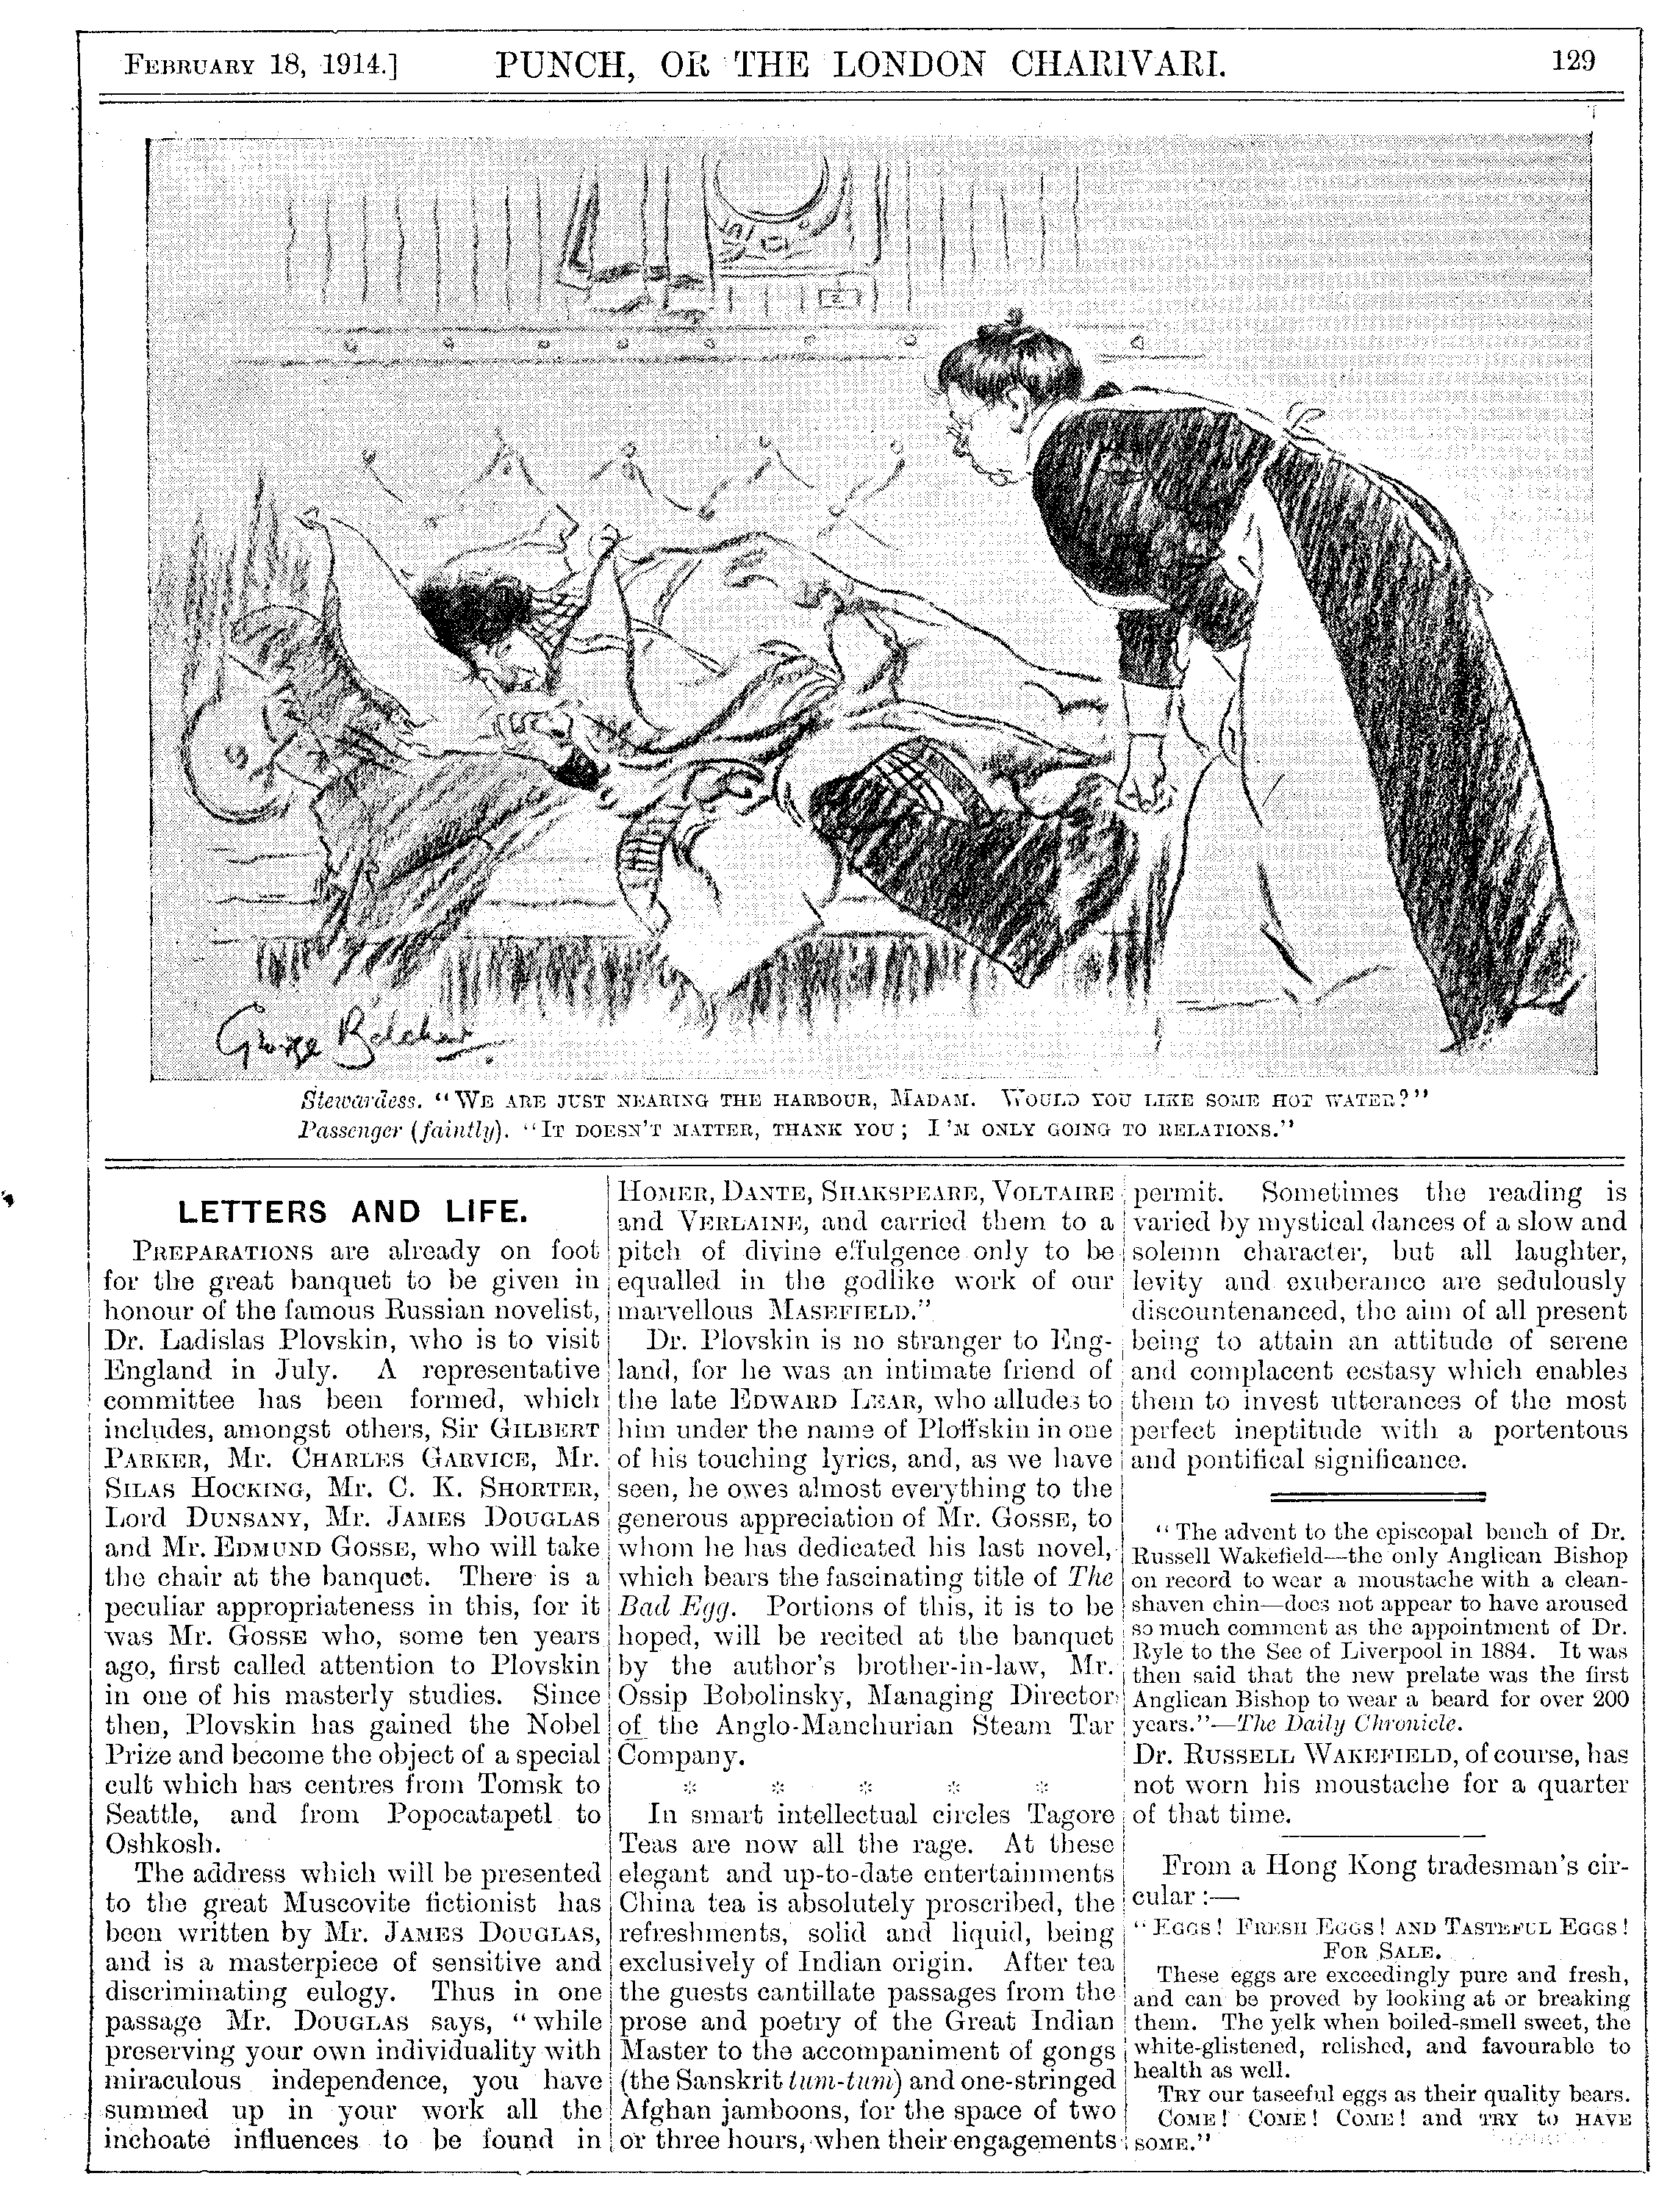 FEBRUARY 18, 1914.] PUNCH, OR THE LONDON CHARIVARI. 129
George Belcher
Stewardess. "WE ARE JUST NEARING THE HARBOUR, MADAM. WOULD YOU LIKE SOME HOT WATER?"
Passenger (faintly). "IT DOESN'T MATTER, THANK YOU; I'M ONLY GOING TO RELATIONS."
LETTERS AND LIFE.
PREPARATIONS are already on foot
for the great banquet to be given in
honour of the famous Russian novelist,
Dr. Ladislas Plovskin, who is to visit
England in July. A representative
committee has been formed, which
includes, amongst others, Sir GILBERT
PARKER, Mr. CHARLES GARVICE, Mr.
SILAS HOCKING, Mr. C. K. SHORTER,
Lord DUNSANY, Mr. JAMES DOUGLAS
and Mr. EDMUND GOSSE, who will take
the chair at the banquet. There is a
peculiar appropriateness in this, for it
was Mr. GOSSE who, some ten years
ago, first called attention to Plovskin
in one of his masterly studies. Since
then, Plovskin has gained the Nobel
Prize and become the object of a special
cult which has centres from Tomsk to
Seattle, and from Popocatapetl to
Oshkosh.
The address which will be presented
to the great Muscovite fictionist has
been written by Mr. JAMES DOUGLAS,
and is a masterpiece of sensitive and
discriminating eulogy. Thus in one
passage Mr. DOUGLAS says, "while
preserving your own individuality with
miraculous independence, you have
summed up in your work all the
inchoate influences to be found in
HOMER, DANTE, SHAKSPEARE, VOLTAIRE
and VERLAINE, and carried them to a
pitch of divine effulgence only to be
equalled in the godlike work of our
marvellous MASEFIELD."
Dr. Plovskin is no stranger to Eng-
land, for he was an intimate friend of
the late EDWARD LEAR, who alludes to
him under the name of Ploffskin in one
of his touching lyrics, and, as we have
seen, he owes almost everything to the
generous appreciation of Mr. GOSSE, to
whom he has dedicated his last novel,
which bears the fascinating title of The
Bad Egg. Portions of this, it is to be
hoped, will be recited at the banquet
by the author's brother-in-law, Mr.
Ossip Bobolinsky, Managing Director
of the Anglo-Manchurian Steam Tar
Company.
* * * * *
In smart intellectual circles Tagore
Teas are now all the rage. At these
elegant and up-to-date entertainments
China tea is absolutely proscribed, the
refreshments, solid and liquid, being
exclusively of Indian origin. After tea
the guests cantillate passages from the
prose and poetry of the Great Indian
Master to the accompaniment of gongs
(the Sanskrit tum-tum) and one-stringed
Afghan jamboons, for the space of two
or three hours, when their engagements
permit. Sometimes the reading is
varied by mystical dances of a slow and
solemn character, but all laughter,
levity and exuberance are sedulously
discountenanced, the aim of all present
being to attain an attitude of serene
and complacent ecstasy which enables
them to invest utterances of the most
perfect ineptitude with a portentous
and pontifical significance.
"The advent to the episcopal bench of Dr.
Russell Wakefield—the only Anglican Bishop
on record to wear a moustache with a clean-
shaven chin—does not appear to have aroused
so much comment as the appointment of Dr.
Ryle to the See of Liverpool in 1884. It was
then said that the new prelate was the first
Anglican Bishop to wear a beard for over 200
years."—The Daily Chronicle.
Dr. RUSSELL WAKEFIELD, of course, has
not worn his moustache for a quarter
of that time.
From a Hong Kong tradesman's cir-
cular:—
"EGGS! FRESH EGGS! AND TASTEFUL EGGS!
FOR SALE.
These eggs are exceedingly pure and fresh,
and can be proved by looking at or breaking
them. The yelk when boiled-smell sweet, the
white-glistened, relished, and favourable to
health as well.
TRY our taseeful eggs as their quality bears.
COME! COME! COME! and TRY to HAVE
SOME."